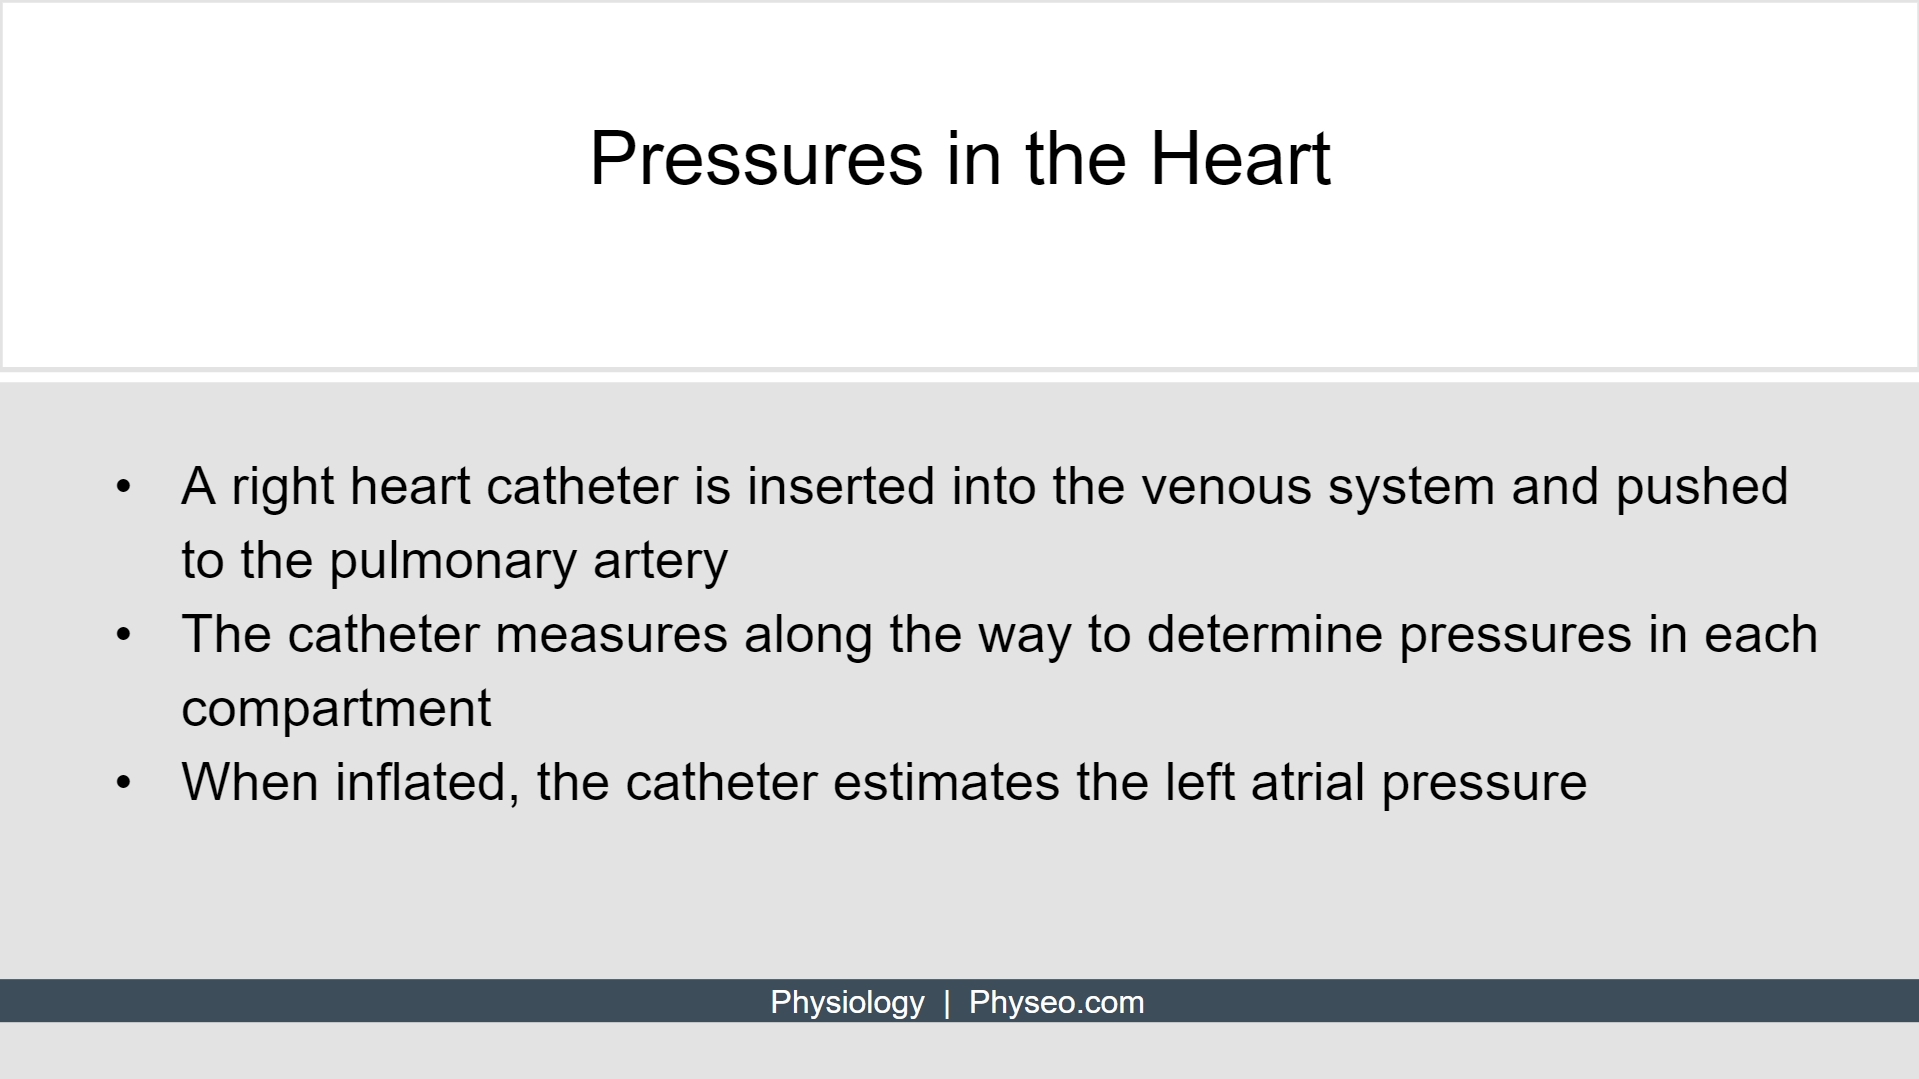 Pressures in the Heart
• A right heart catheter is inserted into the venous system and pushed
to the pulmonary artery
• The catheter measures along the way to determine pressures in each
compartment
• When inflated, the catheter estimates the left atrial pressure
Physiology | Physeo.com